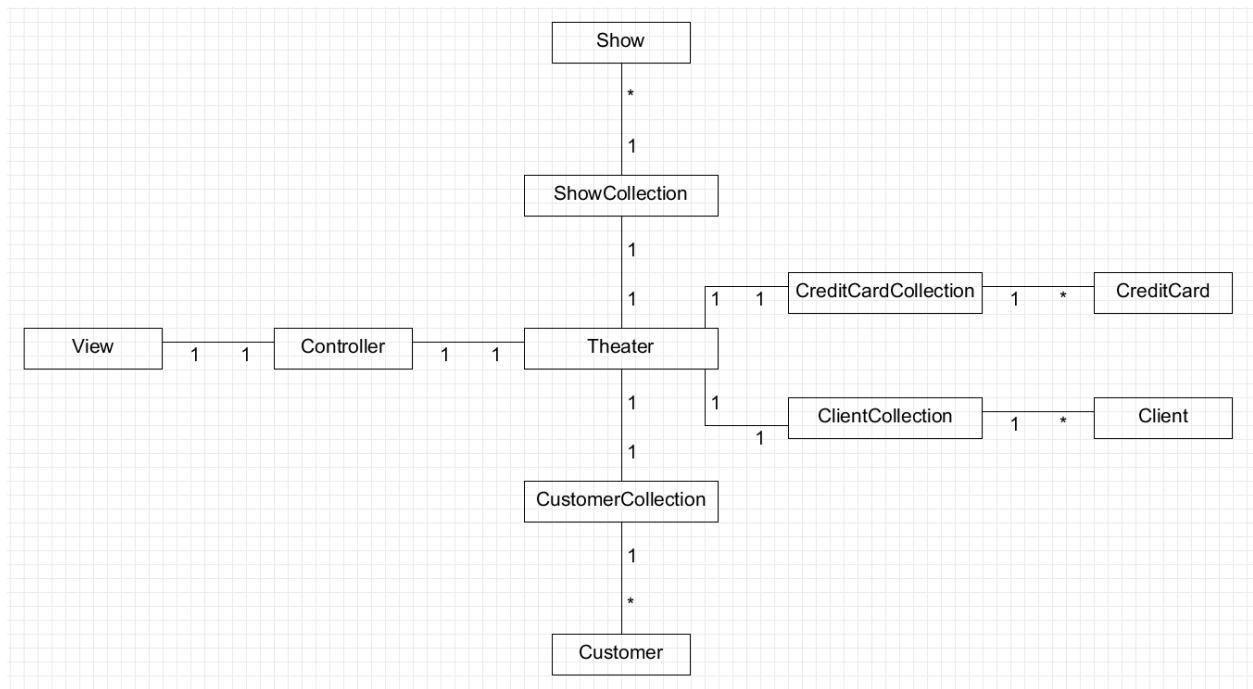 Show
*
1
ShowCollection
1
1
CreditCardCollection
1
*
CreditCard
1
1
View
1
1
Controller
1
1
Theater
1
1
1
1
ClientCollection
1
*
Client
CustomerCollection
1
*
Customer